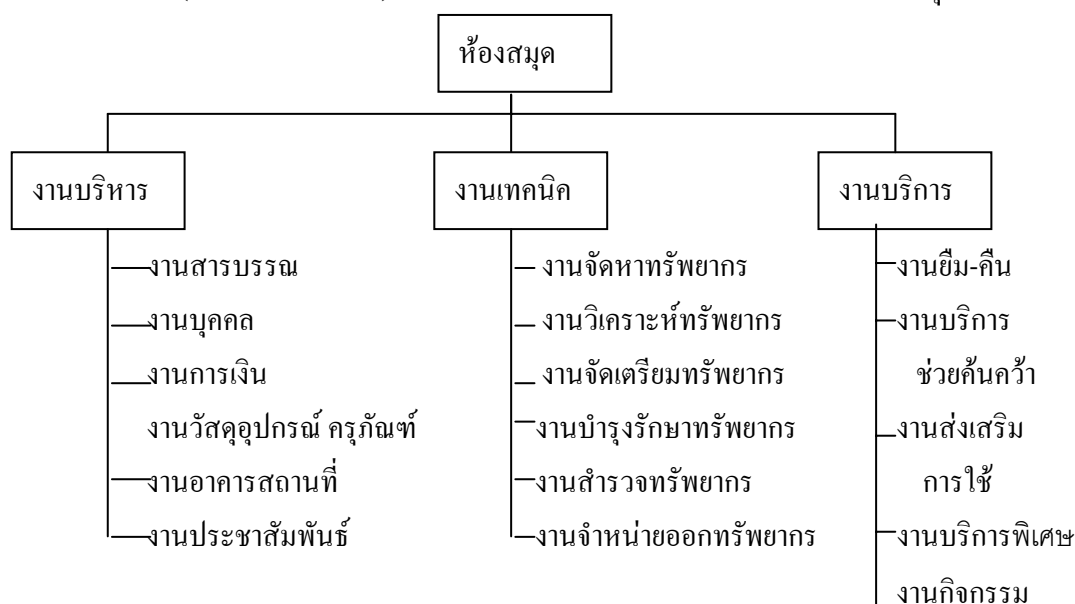 ห้องสมุด
งานบริหาร
งานสารบรรณ
งานบุคคล
งานการเงิน
งานวัสดุอุปกรณ์ ครุภัณฑ์
งานอาคารสถานที่
งานประชาสัมพันธ์
งานเทคนิค
งานจัดหาทรัพยากร
งานวิเคราะห์ทรัพยากร
งานจัดเตรียมทรัพยากร
งานบำรุงรักษาทรัพยากร
งานสำรวจทรัพยากร
งานจำหน่ายออกทรัพยากร
งานบริการ
งานยืม-คืน
งานบริการ
ช่วยค้นคว้า
งานส่งเสริม
การใช้
งานบริการพิเศษ
งานกิจกรรม